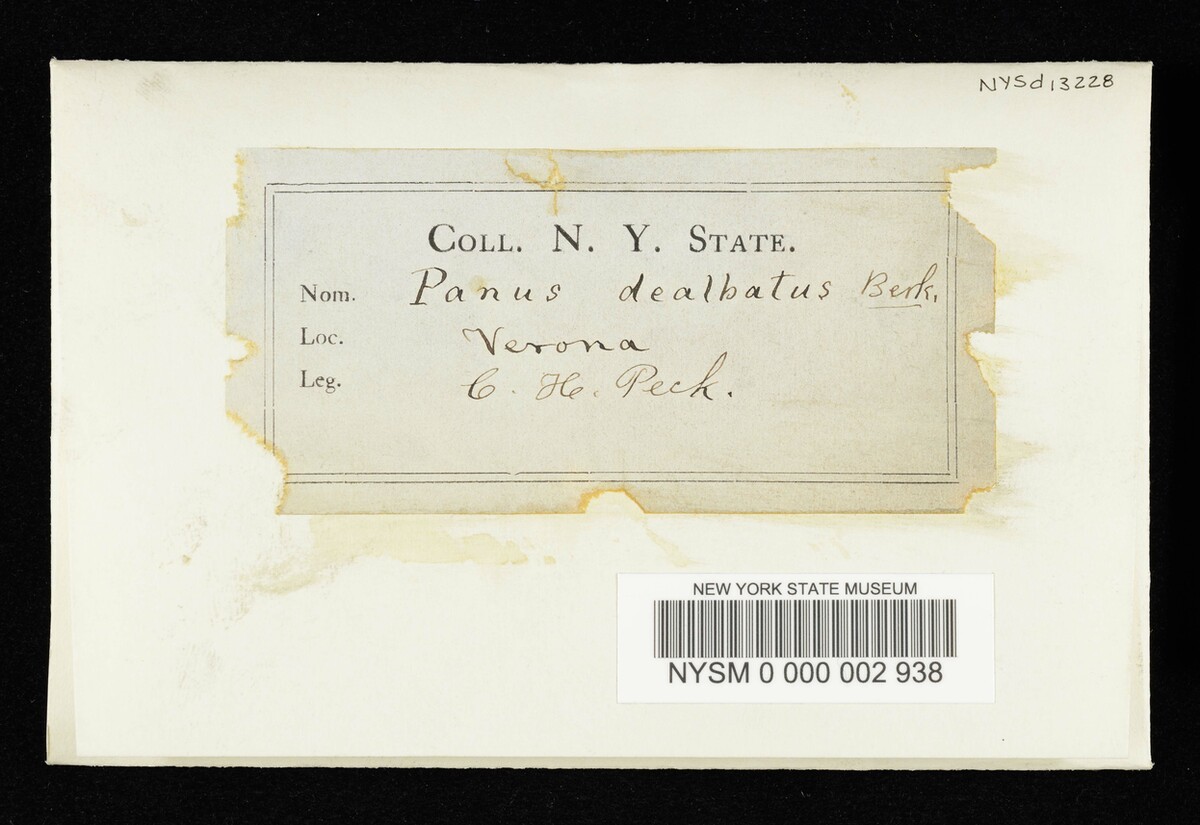 NYSd13228
COLL. N. Y. STATE.
Nom. Panus dealbatus Berk.
Loc. Verona
Leg. C. H. Peck.
NEW YORK STATE MUSEUM
NYSM 0 000 002 938